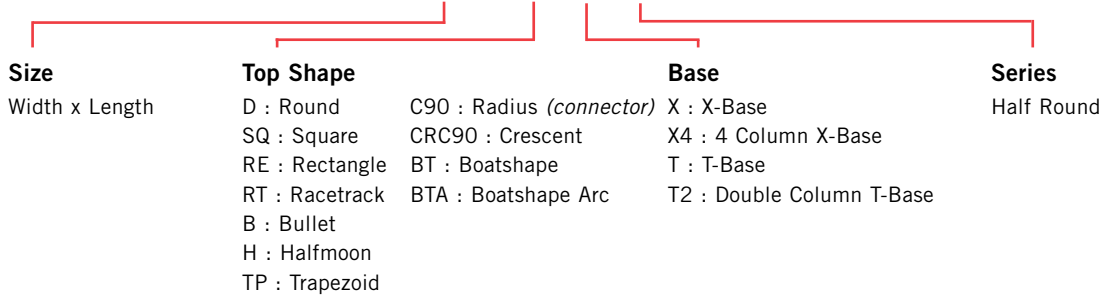 Size
Width x Length
Top Shape
D : Round
SQ : Square
RE : Rectangle
RT : Racetrack
B : Bullet
H : Halfmoon
TP : Trapezoid
C90 : Radius (connector)
CRC90 : Crescent
BT : Boatshape
BTA : Boatshape Arc
Base
X : X-Base
X4 : 4 Column X-Base
T : T-Base
T2 : Double Column T-Base
Series
Half Round